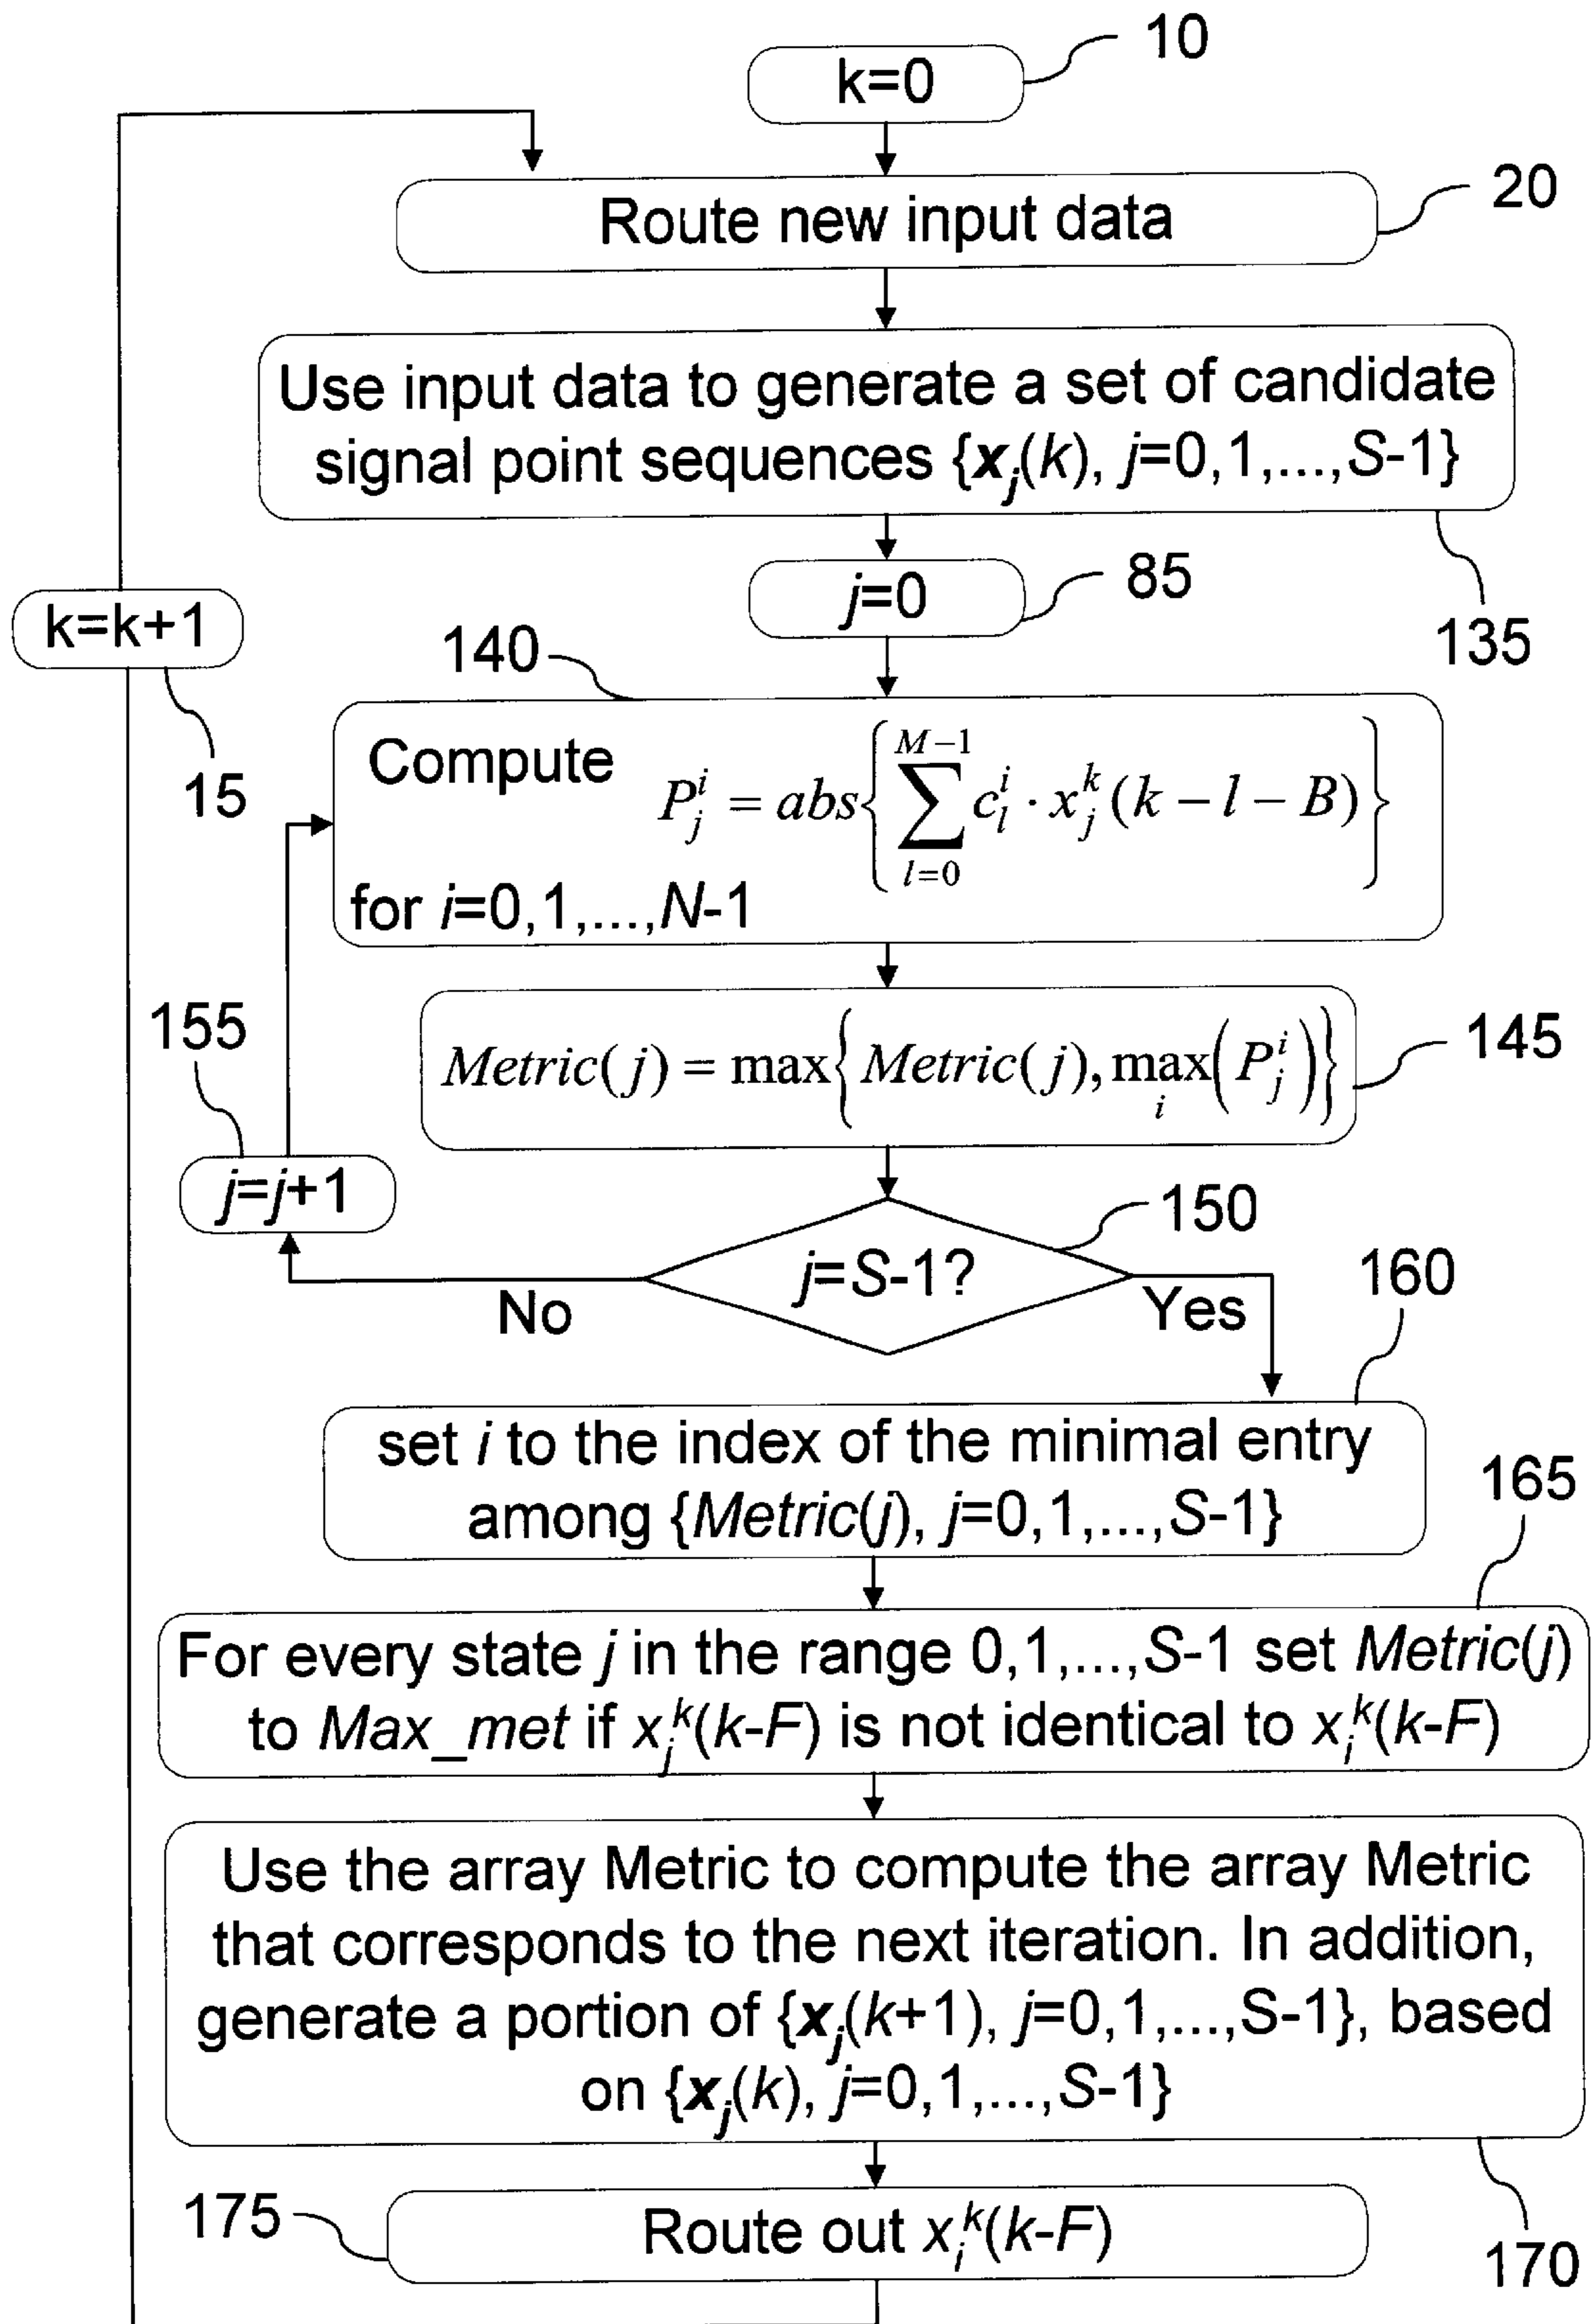 10
k=0
20
Route new input data
Use input data to generate a set of candidate
signal point sequences {x_j(k), j=0,1,...,S-1}
85
j=0
135
k=k+1
15
140
Compute P_j^i = abs{ \sum_{l=0}^{M-1} c_l^i · x_j^k (k - l - B) }
for i=0,1,...,N-1
155
145
Metric(j) = max{ Metric(j), max_i( P_j^i ) }
j=j+1
150
j=S-1?
160
No
Yes
set i to the index of the minimal entry
among {Metric(j), j=0,1,...,S-1}
165
For every state j in the range 0,1,...,S-1 set Metric(j)
to Max_met if x_j^k(k-F) is not identical to x_i^k(k-F)
Use the array Metric to compute the array Metric
that corresponds to the next iteration. In addition,
generate a portion of {x_j(k+1), j=0,1,...,S-1}, based
on {x_j(k), j=0,1,...,S-1}
175
Route out x_i^k(k-F)
170